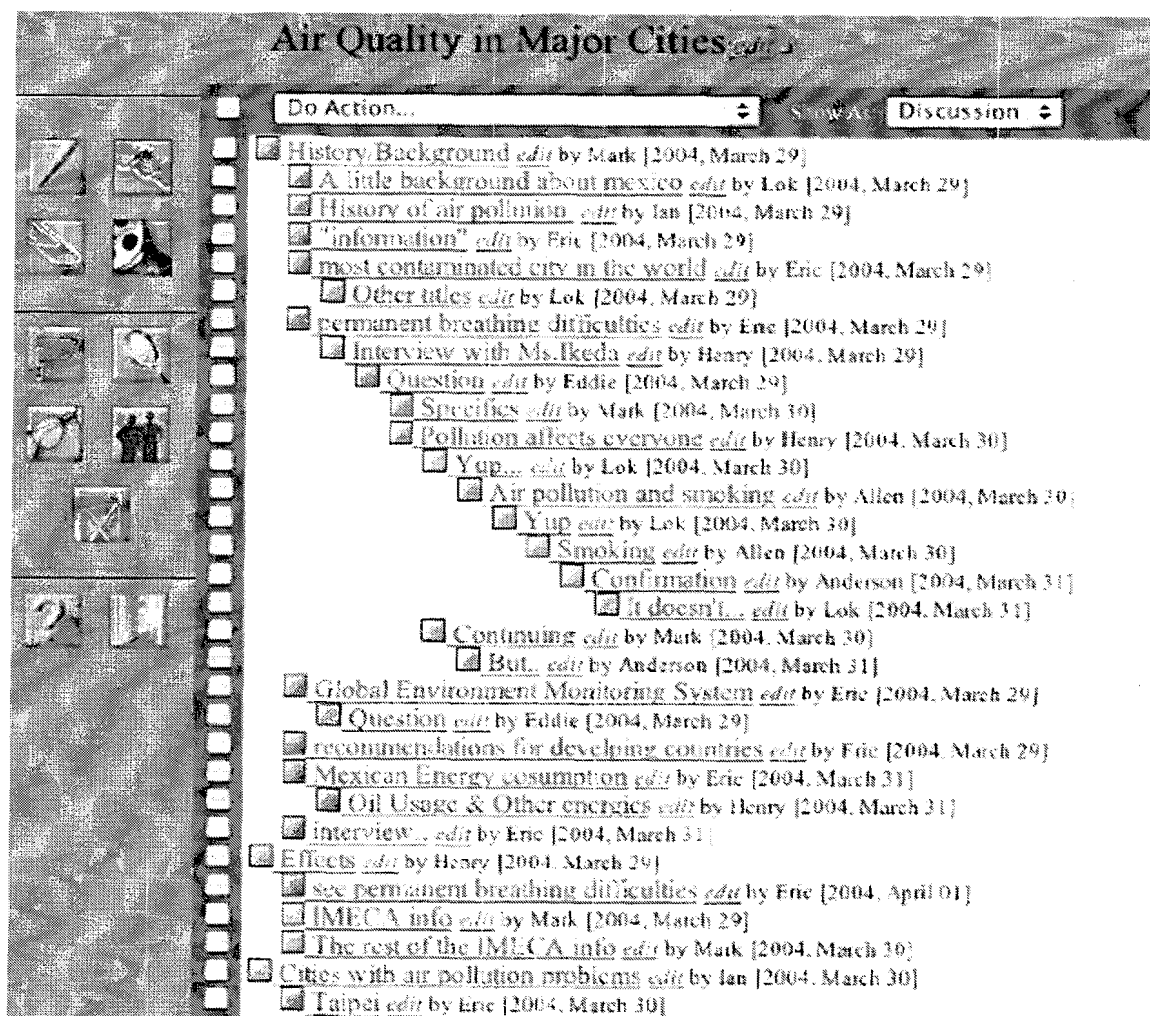 Air Quality in Major Cities edit
Do Action... Show As: Discussion
History/Background edit by Mark [2004, March 29]
A little background about mexico edit by Lok [2004, March 29]
History of air pollution edit by Ian [2004, March 29]
"information" edit by Eric [2004, March 29]
most contaminated city in the world edit by Eric [2004, March 29]
Other titles edit by Lok [2004, March 29]
permanent breathing difficulties edit by Eric [2004, March 29]
Interview with Ms.Ikeda edit by Henry [2004, March 29]
Question edit by Eddie [2004, March 29]
Specifics edit by Mark [2004, March 30]
Pollution affects everyone edit by Henry [2004, March 30]
Yup... edit by Lok [2004, March 30]
Air pollution and smoking edit by Allen [2004, March 30]
Yup edit by Lok [2004, March 30]
Smoking edit by Allen [2004, March 30]
Confirmation edit by Anderson [2004, March 31]
It doesn't... edit by Lok [2004, March 31]
Continuing edit by Mark [2004, March 30]
But.. edit by Anderson [2004, March 31]
Global Environment Monitoring System edit by Eric [2004, March 29]
Question edit by Eddie [2004, March 29]
recommendations for develping countries edit by Eric [2004, March 29]
Mexican Energy cosumption edit by Eric [2004, March 31]
Oil Usage & Other energies edit by Henry [2004, March 31]
interview... edit by Eric [2004, March 31]
Effects edit by Henry [2004, March 29]
see permanent breathing difficulties edit by Eric [2004, April 01]
IMECA info edit by Mark [2004, March 29]
The rest of the IMECA info edit by Mark [2004, March 30]
Cities with air pollution problems edit by Ian [2004, March 30]
Taipei edit by Eric [2004, March 30]